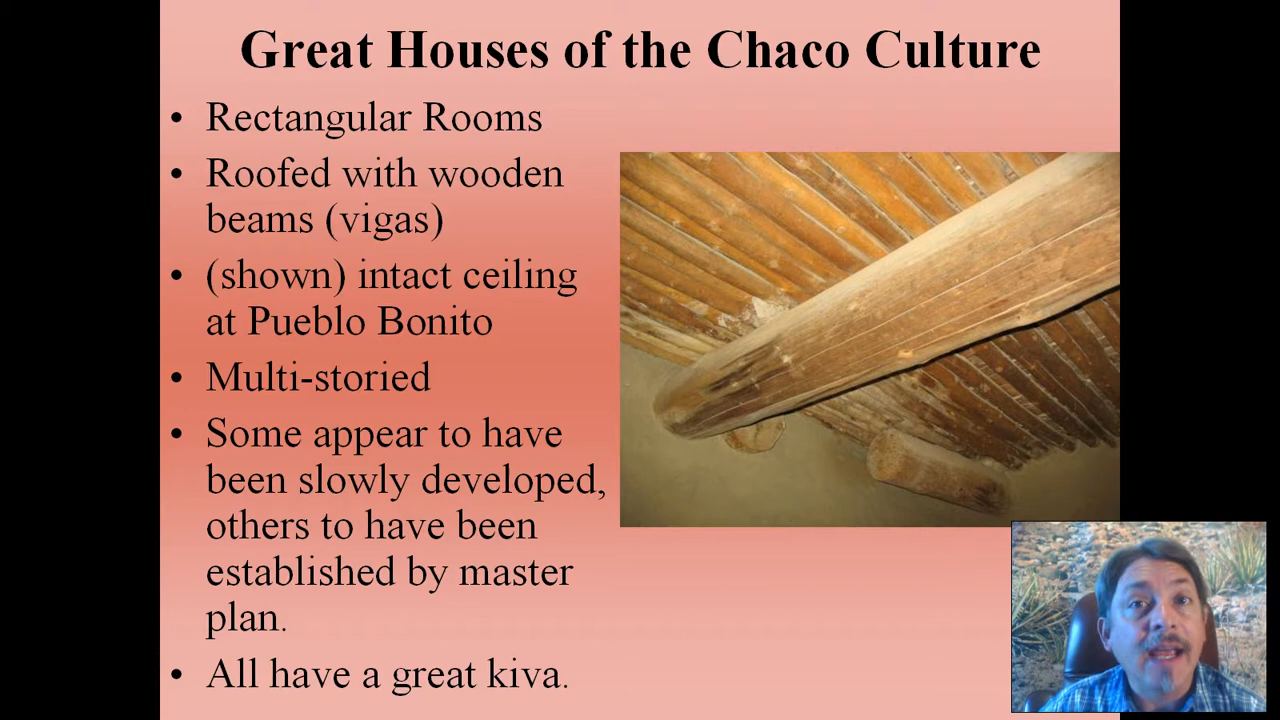 Great Houses of the Chaco Culture
• Rectangular Rooms
• Roofed with wooden
beams (vigas)
• (shown) intact ceiling
at Pueblo Bonito
• Multi-storied
• Some appear to have
been slowly developed,
others to have been
established by master
plan.
• All have a great kiva.